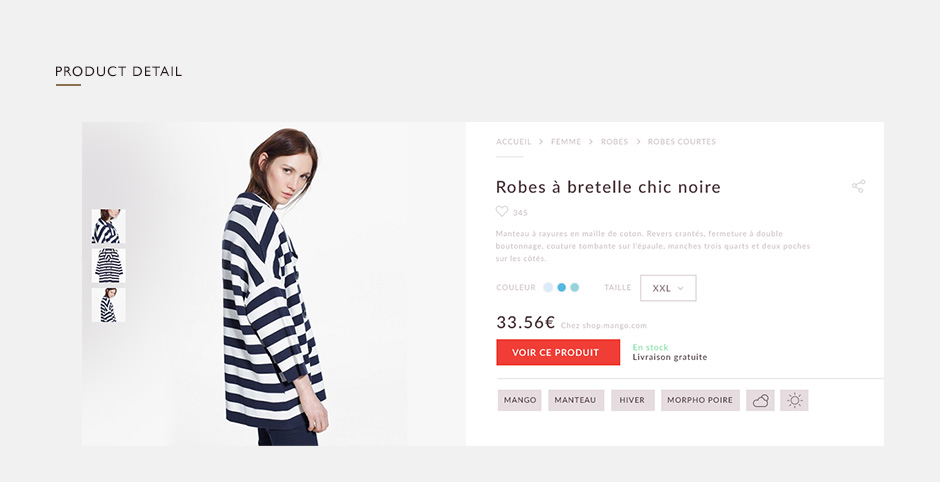 PRODUCT DETAIL
ACCUEIL > FEMME > ROBES > ROBES COURTES
Robes à bretelle chic noire
345
Manteau à rayures en maille de coton. Revers crantés, fermeture à double
boutonnage, couture tombante sur l'épaule, manches trois quarts et deux poches
sur les côtés.
COULEUR TAILLE XXL
33.56€ Chez shop.mango.com
VOIR CE PRODUIT
En stock
Livraison gratuite
MANGO MANTEAU HIVER MORPHO POIRE